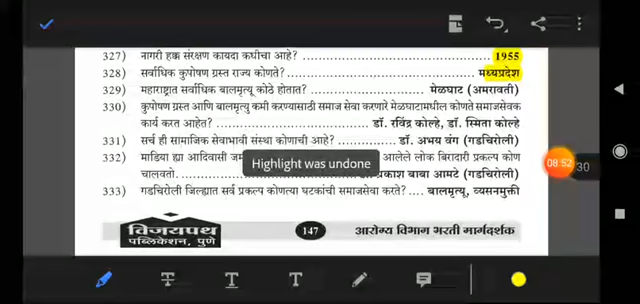 327) नागरी हक्क संरक्षण कायदा कधीचा आहे? 1955
328) सर्वाधिक कुपोषण ग्रस्त राज्य कोणते? मध्यप्रदेश
329) महाराष्ट्रात सर्वाधिक बालमृत्यू कोठे होतात? मेळघाट (अमरावती)
330) कुपोषण ग्रस्त आणि बालमृत्यू कमी करण्यासाठी समाज सेवा करणारे मेळघाटामधील कोणते समाजसेवक
कार्य करत आहेत? डॉ. रविंद्र कोल्हे, डॉ. स्मिता कोल्हे
331) सर्च ही सामाजिक सेवाभावी संस्था कोणाची आहे? डॉ. अभय बंग (गडचिरोली)
332) माडिया ह्या आदिवासी आलेले लोक बिरादारी प्रकल्प कोण
Highlight was undone
चालवतो. प्रकाश बाबा आमटे (गडचिरोली)
333) गडचिरोली जिल्ह्यात सर्व प्रकल्प कोणत्या घटकांची समाजसेवा करते? .... बालमृत्यू, व्यसनमुक्ती
08:52
30
विजयपथ
पब्लिकेशन, पुणे
147
आरोग्य विभाग भरती मार्गदर्शक
T T T